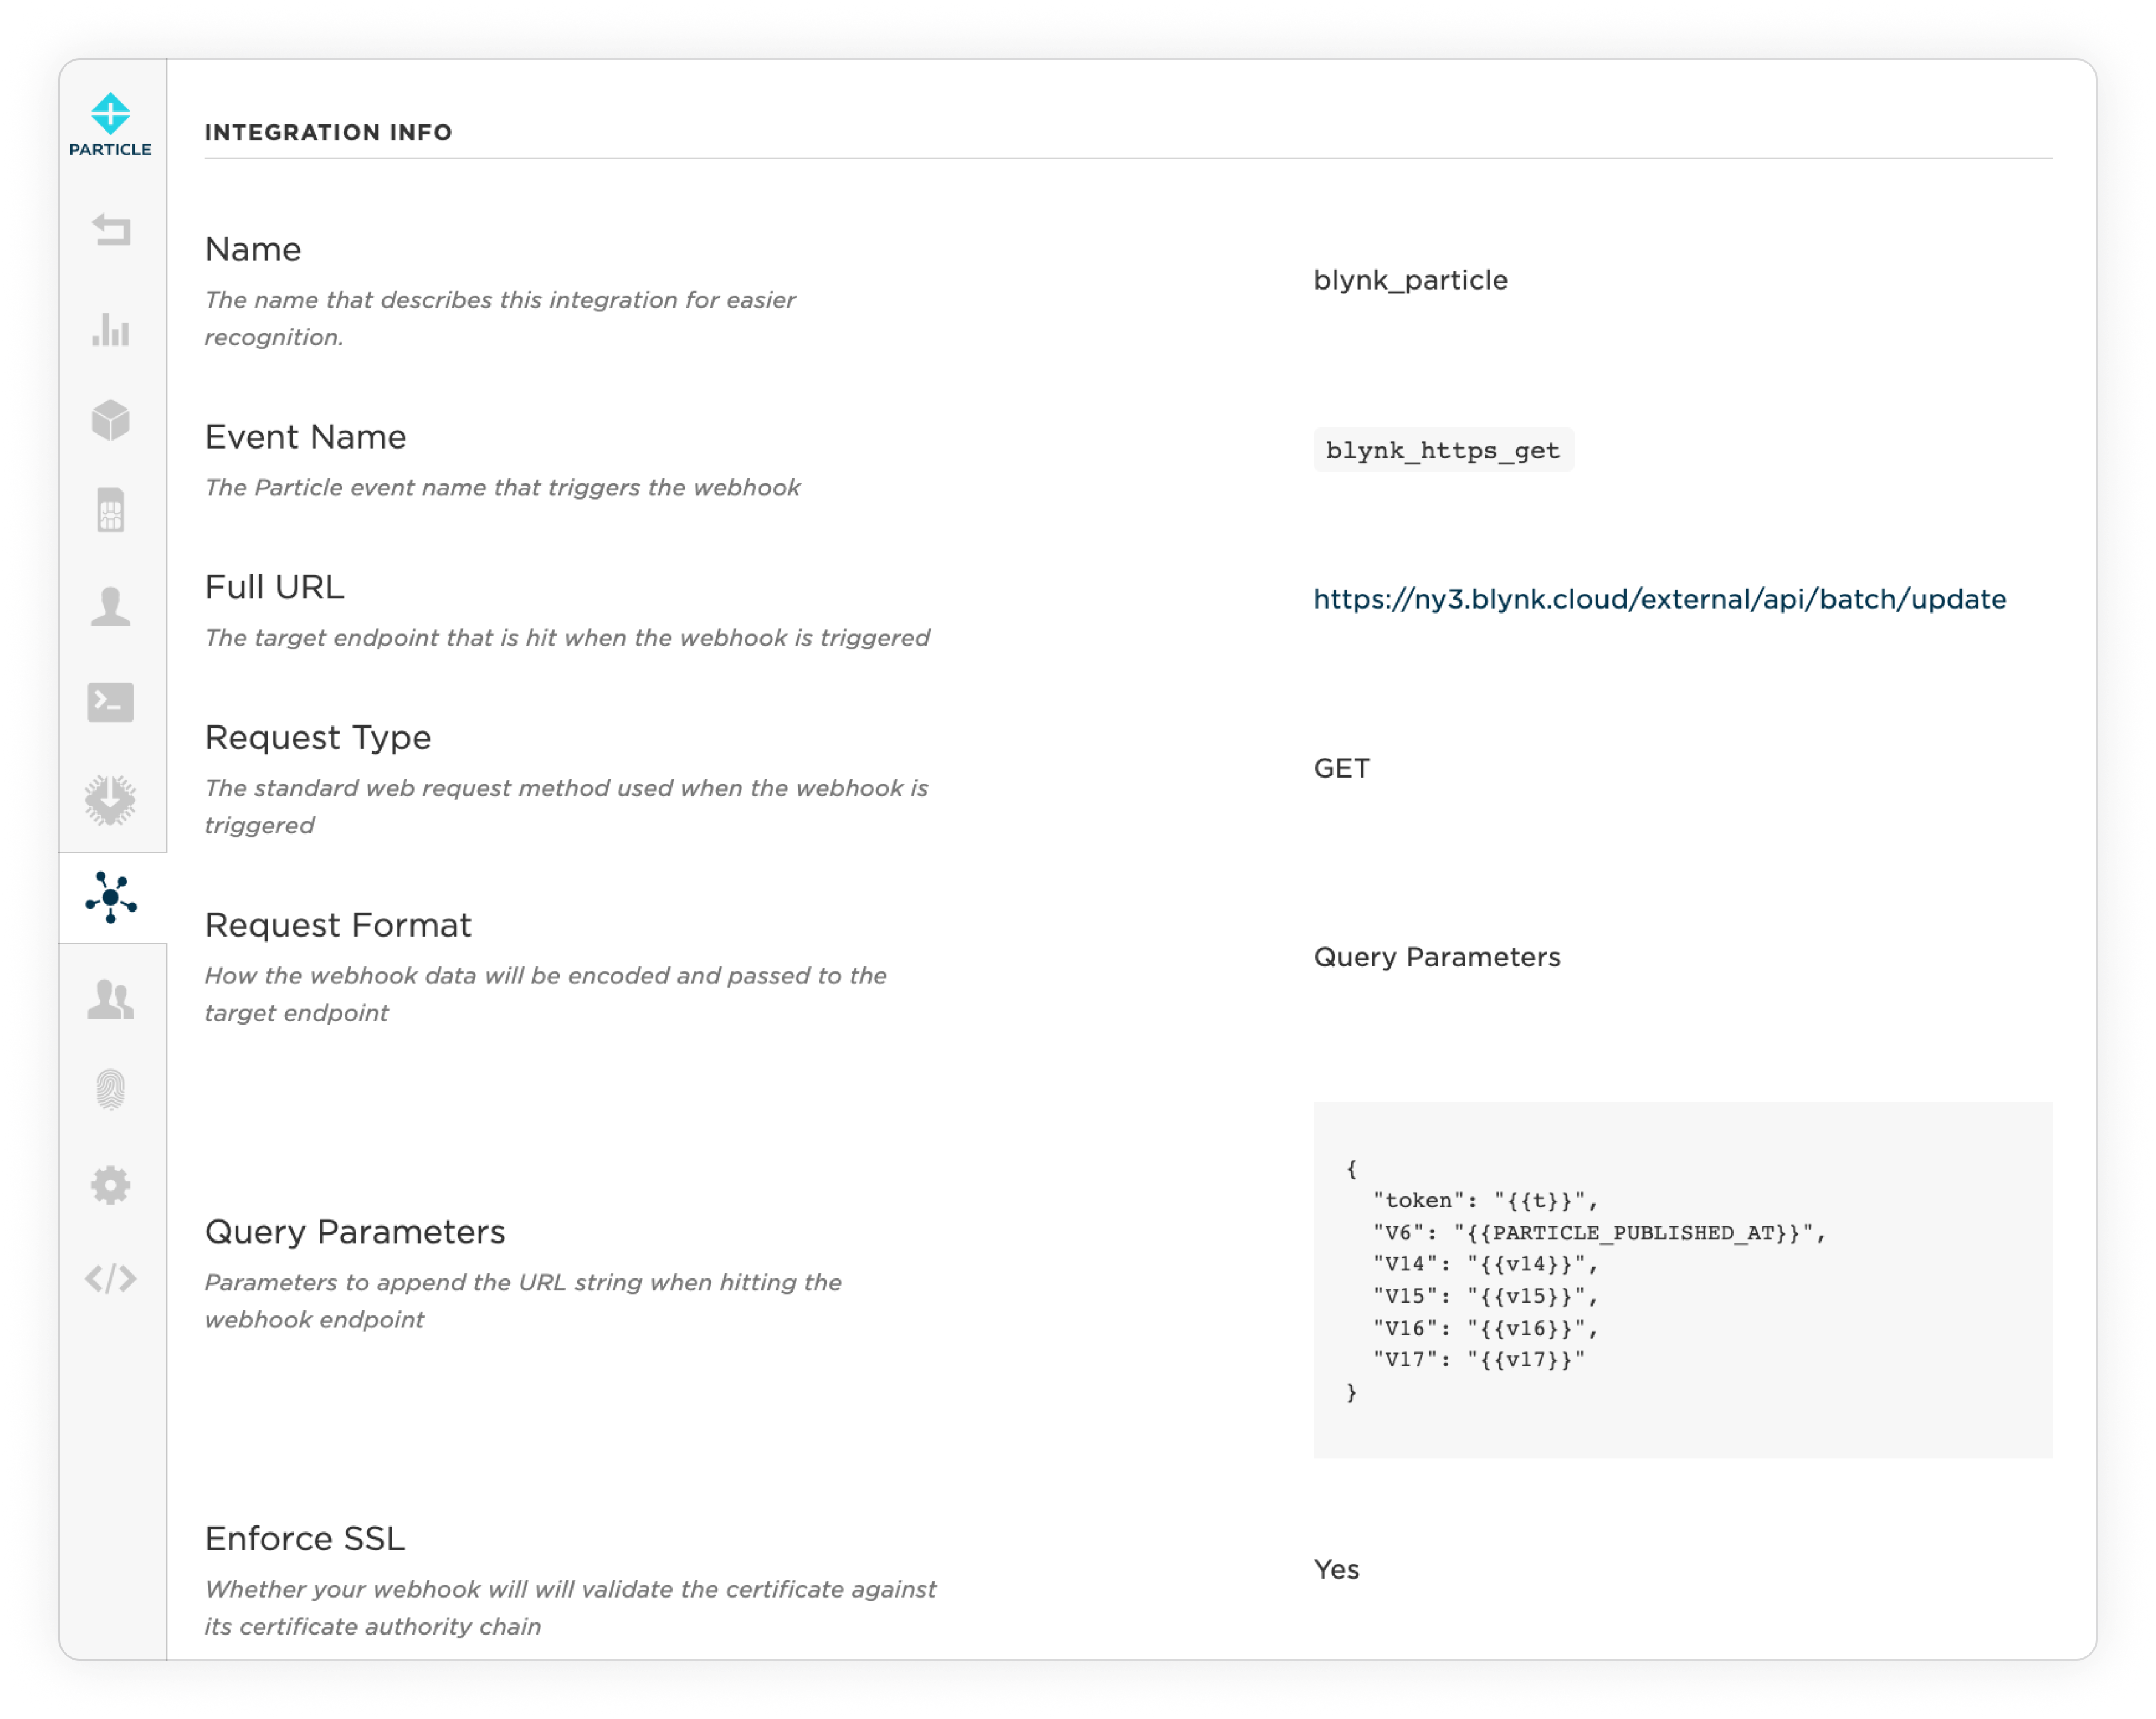 PARTICLE
INTEGRATION INFO
Name
The name that describes this integration for easier
recognition.
blynk_particle
Event Name
The Particle event name that triggers the webhook
blynk_https_get
Full URL
The target endpoint that is hit when the webhook is triggered
https://ny3.blynk.cloud/external/api/batch/update
Request Type
The standard web request method used when the webhook is
triggered
GET
Request Format
How the webhook data will be encoded and passed to the
target endpoint
Query Parameters
Query Parameters
Parameters to append the URL string when hitting the
webhook endpoint
{
"token": "{{t}}",
"V6": "{{PARTICLE_PUBLISHED_AT}}",
"V14": "{{v14}}",
"V15": "{{v15}}",
"V16": "{{v16}}",
"V17": "{{v17}}"
}
Enforce SSL
Whether your webhook will will validate the certificate against
its certificate authority chain
Yes